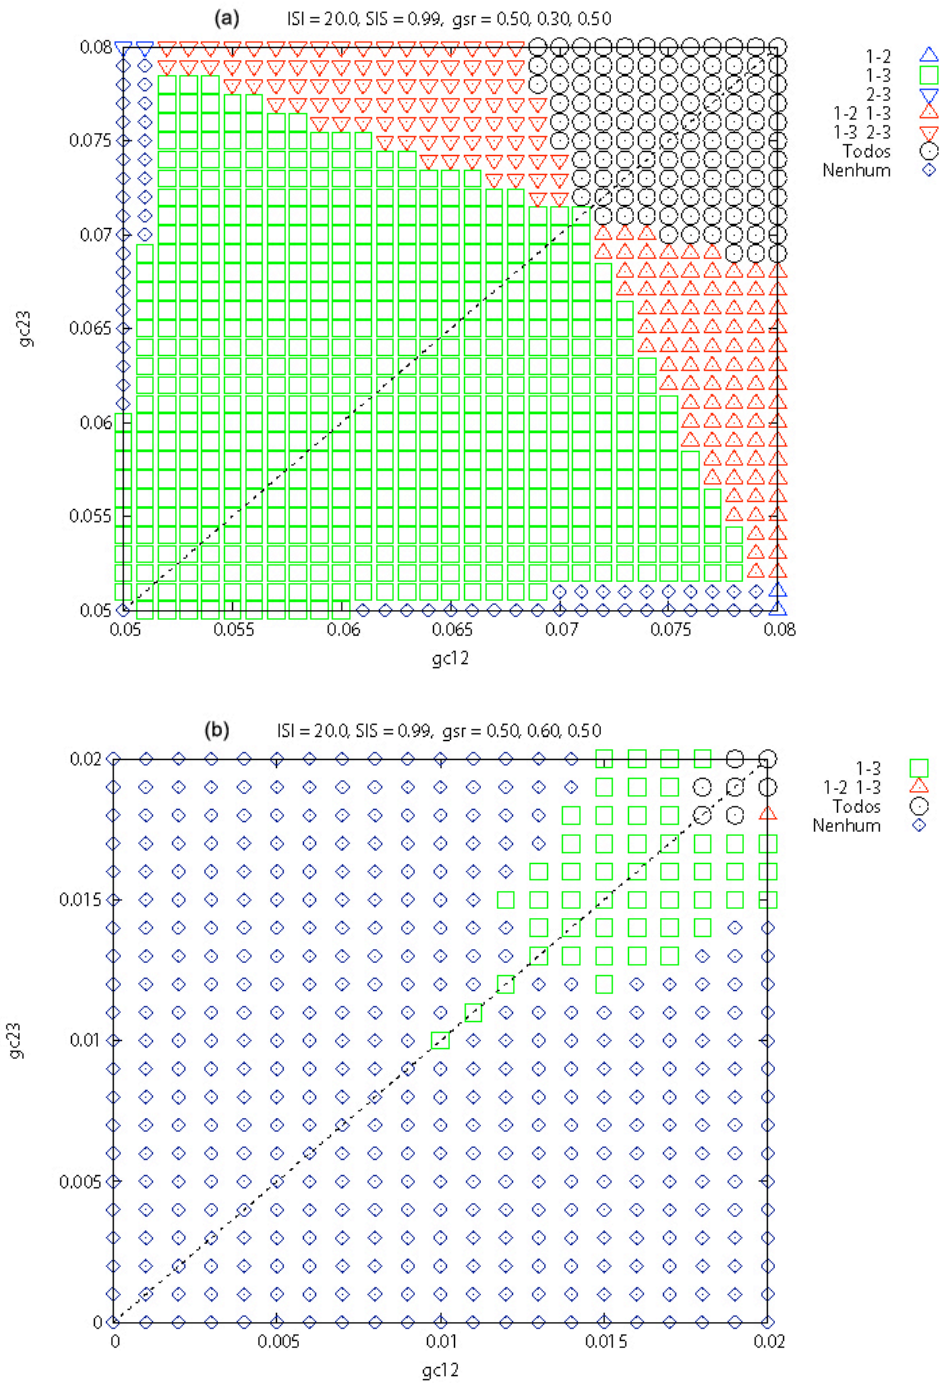 (a) ISI = 20.0, SIS = 0.99, gsr = 0.50, 0.30, 0.50
0.08
0.075
0.07
0.065
0.06
0.055
0.05
gc23
0.05 0.055 0.06 0.065 0.07 0.075 0.08
gc12
1-2
1-3
2-3
1-2 1-3
1-3 2-3
Todos
Nenhum
(b) ISI = 20.0, SIS = 0.99, gsr = 0.50, 0.60, 0.50
0.02
0.015
0.01
0.005
0
gc23
0 0.005 0.01 0.015 0.02
gc12
1-3
1-2 1-3
Todos
Nenhum